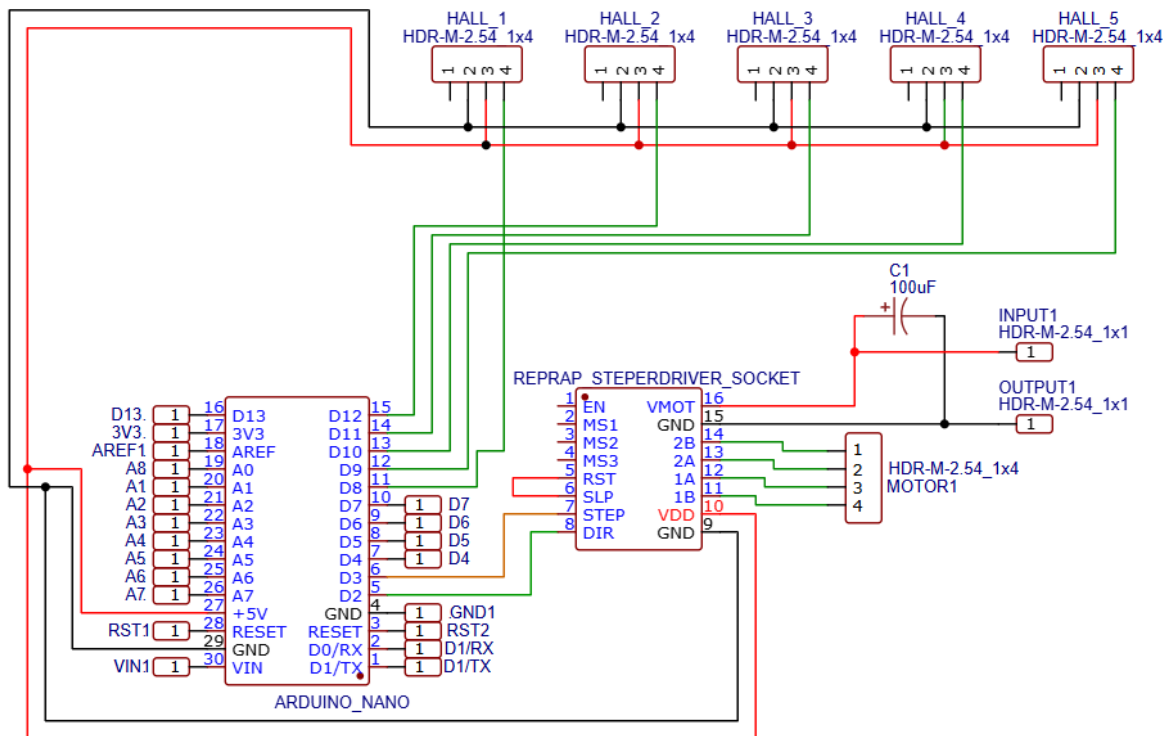 HALL_1
HDR-M-2.54_1x4
1 2 3 4
HALL_2
HDR-M-2.54_1x4
1 2 3 4
HALL_3
HDR-M-2.54_1x4
1 2 3 4
HALL_4
HDR-M-2.54_1x4
1 2 3 4
HALL_5
HDR-M-2.54_1x4
1 2 3 4
C1
100uF
+
INPUT1
HDR-M-2.54_1x1
1
OUTPUT1
HDR-M-2.54_1x1
1
REPRAP_STEPERDRIVER_SOCKET
1 EN VMOT 16
2 MS1 GND 15
3 MS2 2B 14
4 MS3 2A 13
5 RST 1A 12
6 SLP 1B 11
7 STEP VDD 10
8 DIR GND 9
1
2
3
4
HDR-M-2.54_1x4
MOTOR1
D13. 1 16 D13 D12 15
3V3. 1 17 3V3 D11 14
AREF1 1 18 AREF D10 13
A8 1 19 A0 D9 12
A1 1 20 A1 D8 11
A2 1 21 A2 D7 10 1 D7
A3 1 22 A3 D6 9 1 D6
A4 1 23 A4 D5 8 1 D5
A5 1 24 A5 D4 7 1 D4
A6 1 25 A6 D3 6
A7. 1 26 A7 D2 5
27 +5V GND 4 1 .GND1
RST1 1 28 RESET RESET 3 1 RST2
29 GND D0/RX 2 1 D1/RX
VIN1 1 30 VIN D1/TX 1 1 D1/TX
ARDUINO_NANO